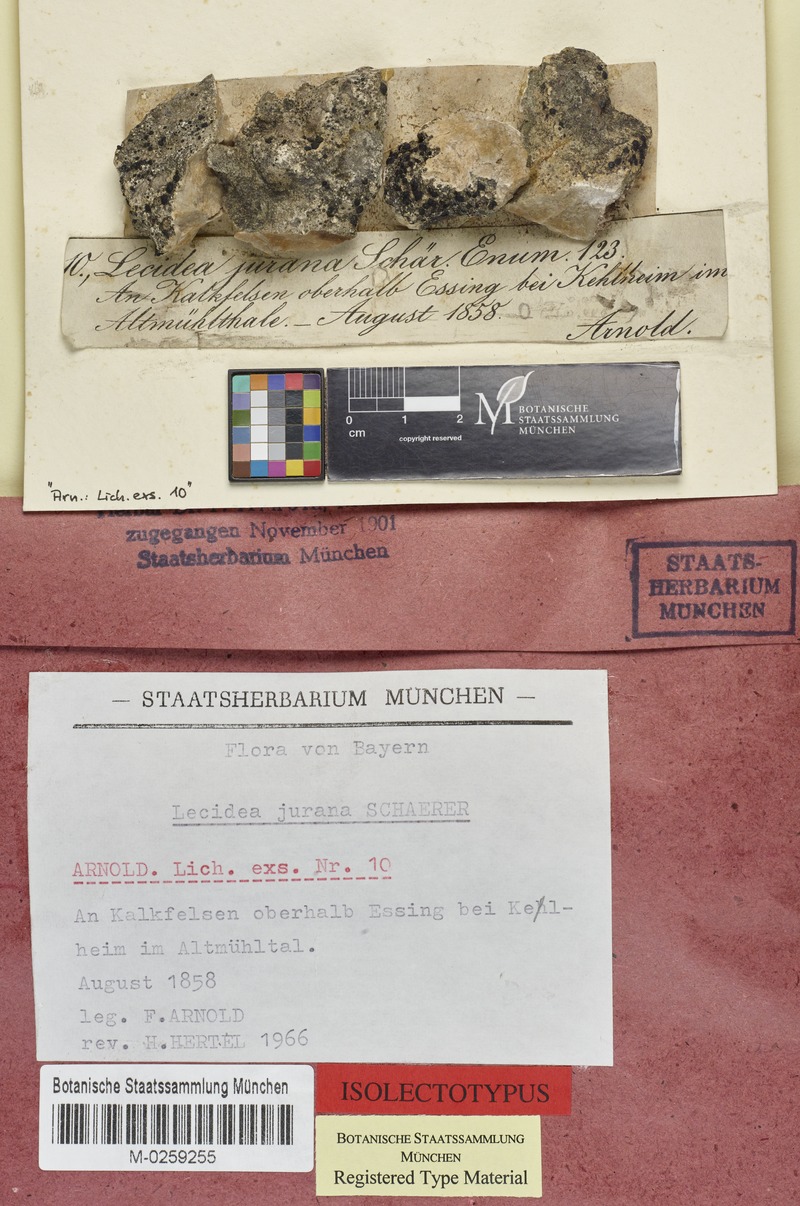 10., Lecidea jurana Schär. Enum. 123.
An Kalkfelsen oberhalb Essing bei Kehlheim im
Altmühlthale. – August 1858.
Arnold.
0 1 2
cm
copyright reserved
M BOTANISCHE
STAATSSAMMLUNG
MÜNCHEN
"Arn.: Lich. exs. 10"
zugegangen November 1901
Staatsherbarium München
STAATS-
HERBARIUM
MÜNCHEN
— STAATSHERBARIUM MÜNCHEN —
Flora von Bayern
Lecidea jurana SCHAERER
ARNOLD. Lich. exs. Nr. 10
An Kalkfelsen oberhalb Essing bei Kehl-
heim im Altmühltal.
August 1858
leg. F.ARNOLD
rev. H.HERTEL 1966
Botanische Staatssammlung München
M-0259255
ISOLECTOTYPUS
BOTANISCHE STAATSSAMMLUNG
MÜNCHEN
Registered Type Material